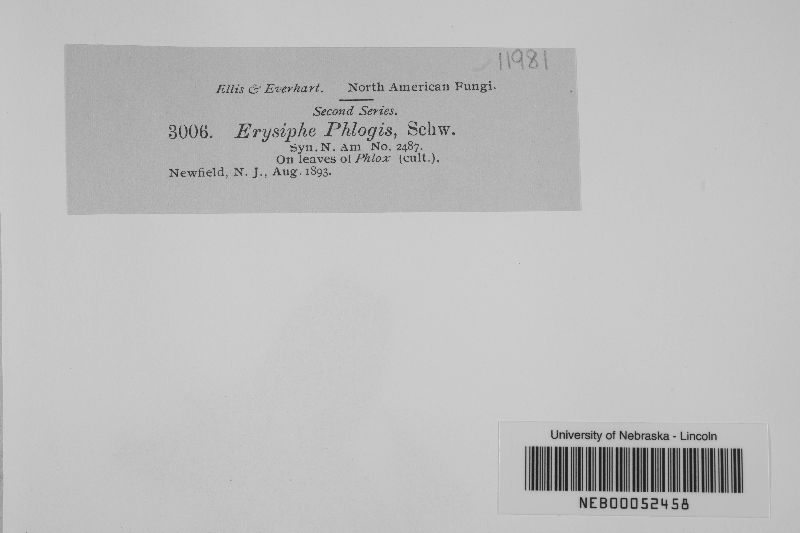 11981
Ellis & Everhart. North American Fungi.
Second Series.
3006. Erysiphe Phlogis, Schw.
Syn. N. Am No. 2487.
On leaves of Phlox (cult.).
Newfield, N. J., Aug. 1893.
University of Nebraska - Lincoln
NEB00052458